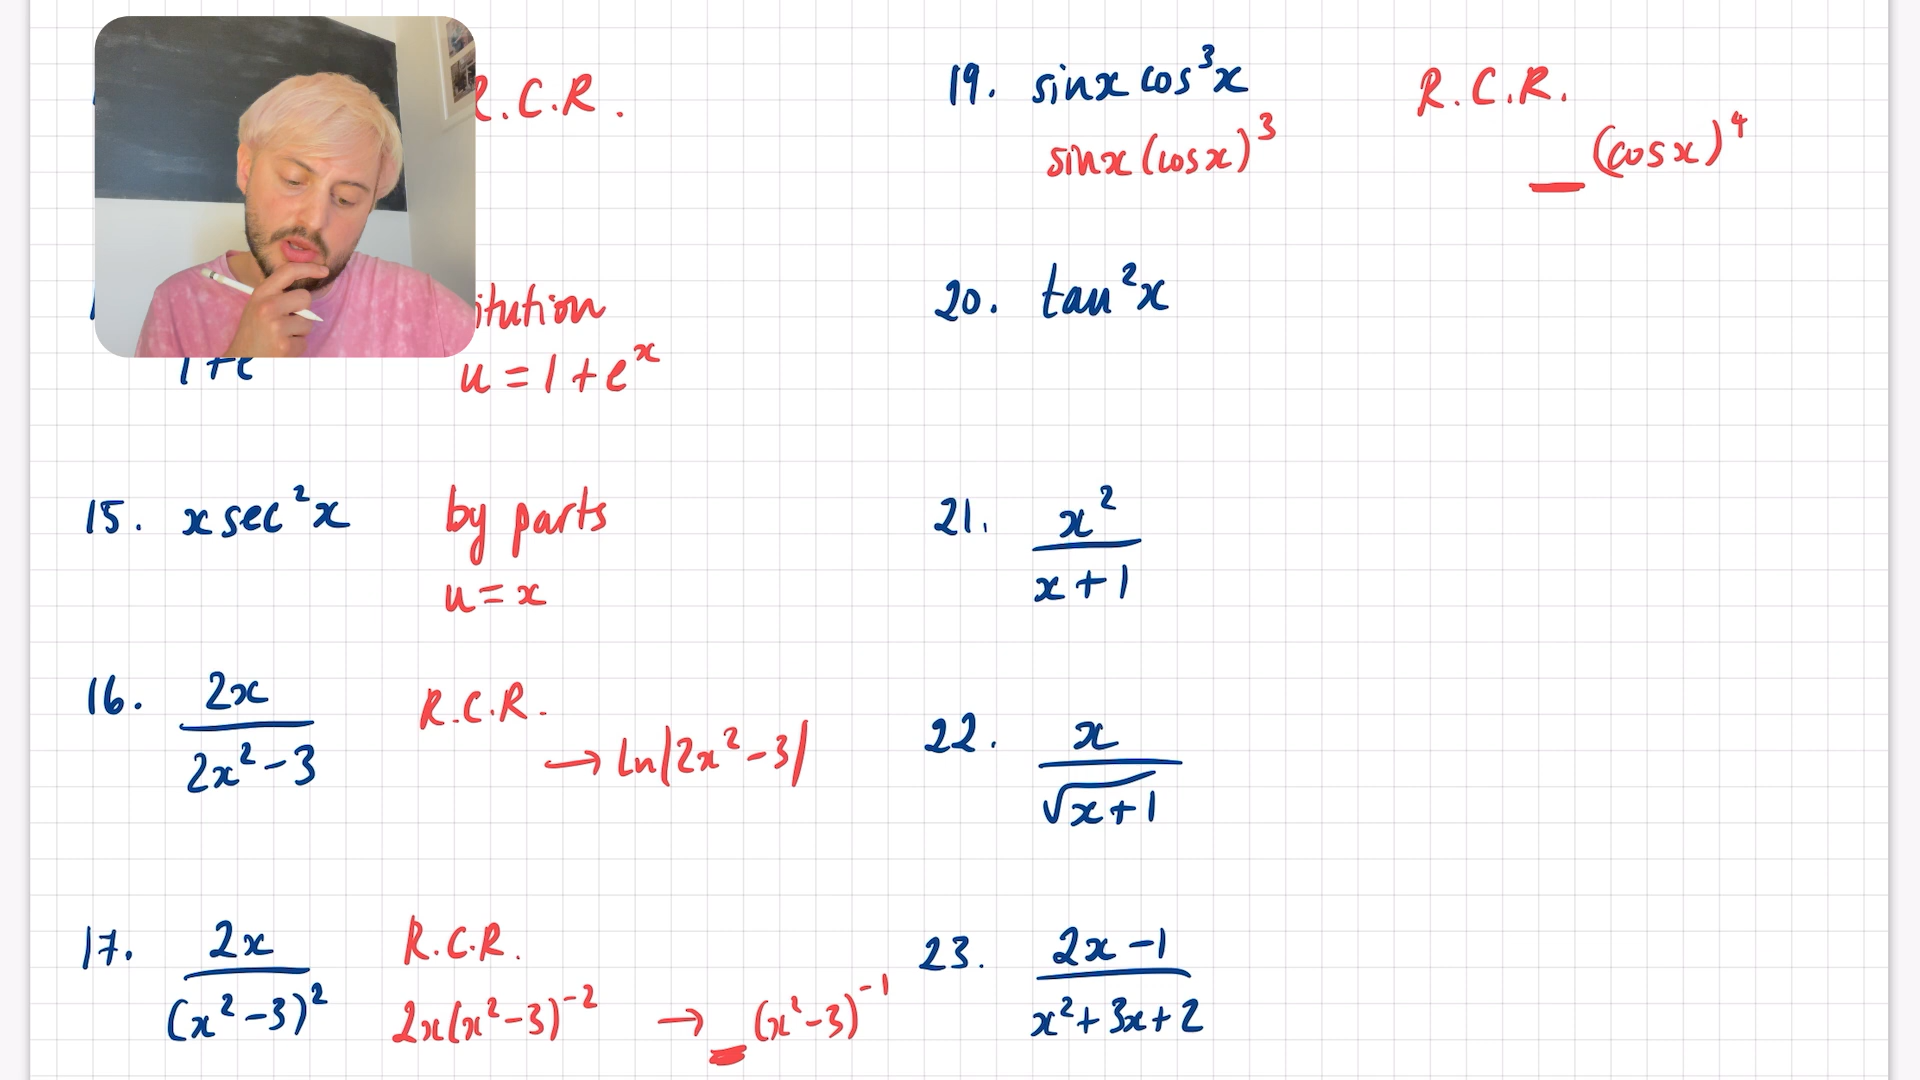 R.C.R.
itution
1+e
u = 1 + eˣ
15. x sec²x by parts
u = x
16. 2x / (2x² - 3) R.C.R.
→ ln|2x² - 3|
17. 2x / (x² - 3)² R.C.R.
2x(x² - 3)⁻² → _ (x² - 3)⁻¹
19. sinx cos³x R.C.R.
sinx (cosx)³ _ (cosx)⁴
20. tan²x
21. x² / (x + 1)
22. x / √(x + 1)
23. (2x - 1) / (x² + 3x + 2)